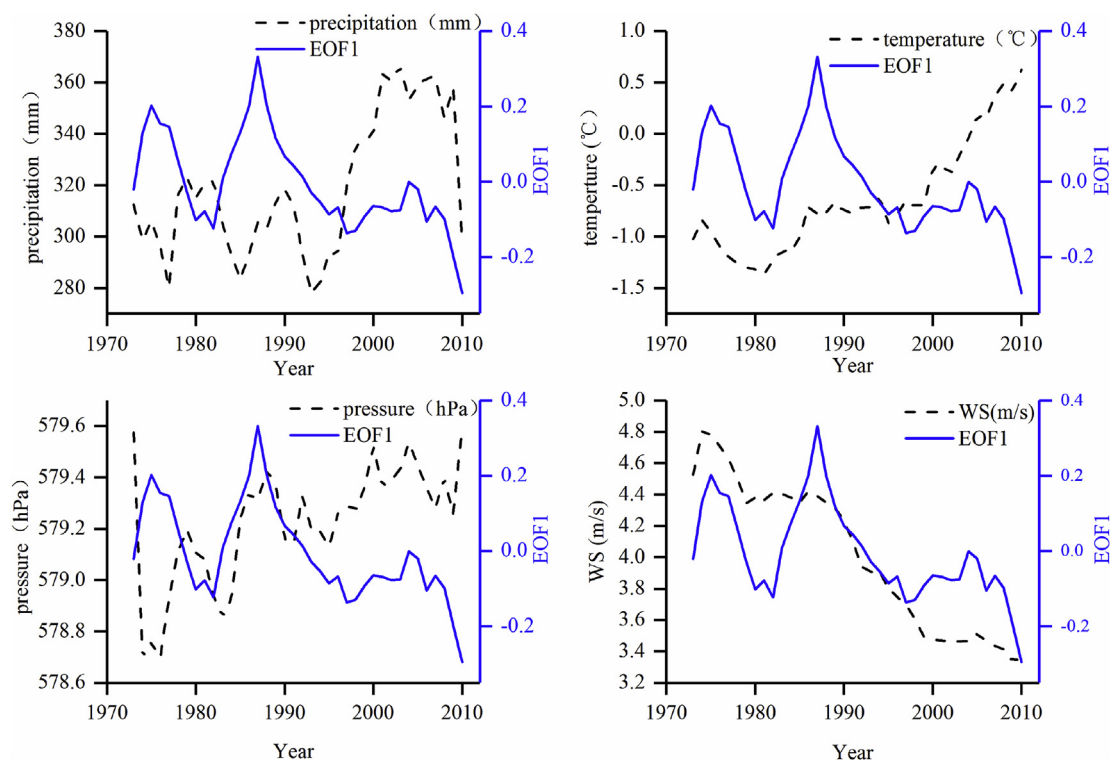 precipitation（mm）
EOF1
380
360
340
320
300
280
precipitation（mm）
0.4
0.2
0.0
-0.2
EOF1
1970 1980 1990 2000 2010
Year
temperature（℃）
EOF1
1.0
0.5
0.0
-0.5
-1.0
-1.5
temperture (℃)
0.4
0.2
0.0
-0.2
EOF1
1970 1980 1990 2000 2010
Year
pressure（hPa）
EOF1
579.6
579.4
579.2
579.0
578.8
578.6
pressure（hPa）
0.4
0.2
0.0
-0.2
EOF1
1970 1980 1990 2000 2010
Year
WS(m/s)
EOF1
5.0
4.8
4.6
4.4
4.2
4.0
3.8
3.6
3.4
3.2
WS (m/s)
0.4
0.2
0.0
-0.2
EOF1
1970 1980 1990 2000 2010
Year